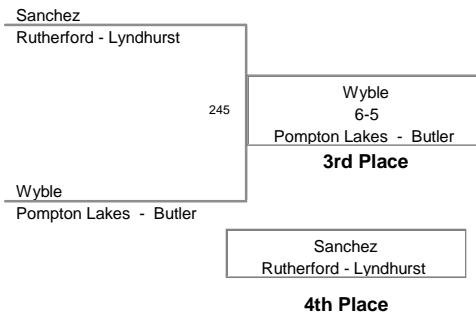 Sanchez
Rutherford - Lyndhurst
245
Wyble
6-5
Pompton Lakes - Butler
3rd Place
Wyble
Pompton Lakes - Butler
Sanchez
Rutherford - Lyndhurst
4th Place